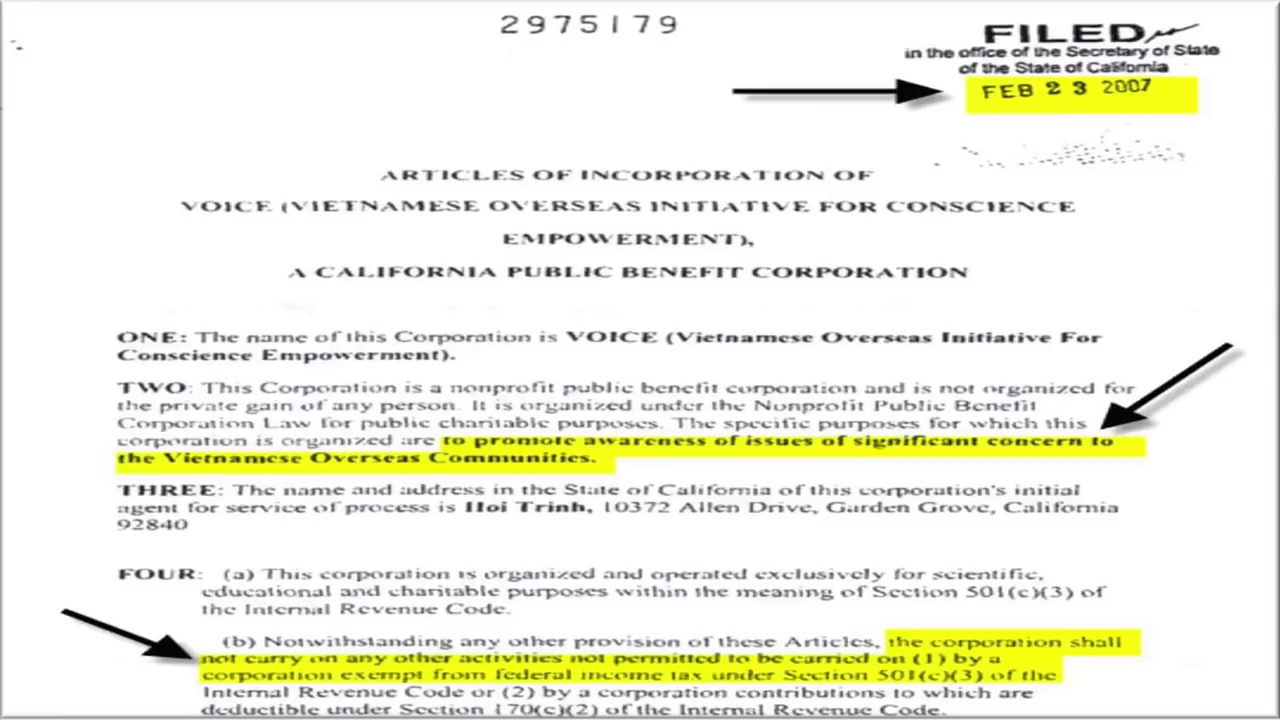 2975179
FILED
in the office of the Secretary of State
of the State of California
FEB 23 2007
ARTICLES OF INCORPORATION OF
VOICE (VIETNAMESE OVERSEAS INITIATIVE FOR CONSCIENCE
EMPOWERMENT),
A CALIFORNIA PUBLIC BENEFIT CORPORATION
ONE: The name of this Corporation is VOICE (Vietnamese Overseas Initiative For
Conscience Empowerment).
TWO: This Corporation is a nonprofit public benefit corporation and is not organized for
the private gain of any person. It is organized under the Nonprofit Public Benefit
Corporation Law for public charitable purposes. The specific purposes for which this
corporation is organized are to promote awareness of issues of significant concern to
the Vietnamese Overseas Communities.
THREE: The name and address in the State of California of this corporation's initial
agent for service of process is Hoi Trinh, 10372 Allen Drive, Garden Grove, California
92840
FOUR: (a) This corporation is organized and operated exclusively for scientific,
educational and charitable purposes within the meaning of Section 501(c)(3) of
the Internal Revenue Code.
(b) Notwithstanding any other provision of these Articles, the corporation shall
not carry on any other activities not permitted to be carried on (1) by a
corporation exempt from federal income tax under Section 501(c)(3) of the
Internal Revenue Code or (2) by a corporation contributions to which are
deductible under Section 170(c)(2) of the Internal Revenue Code.